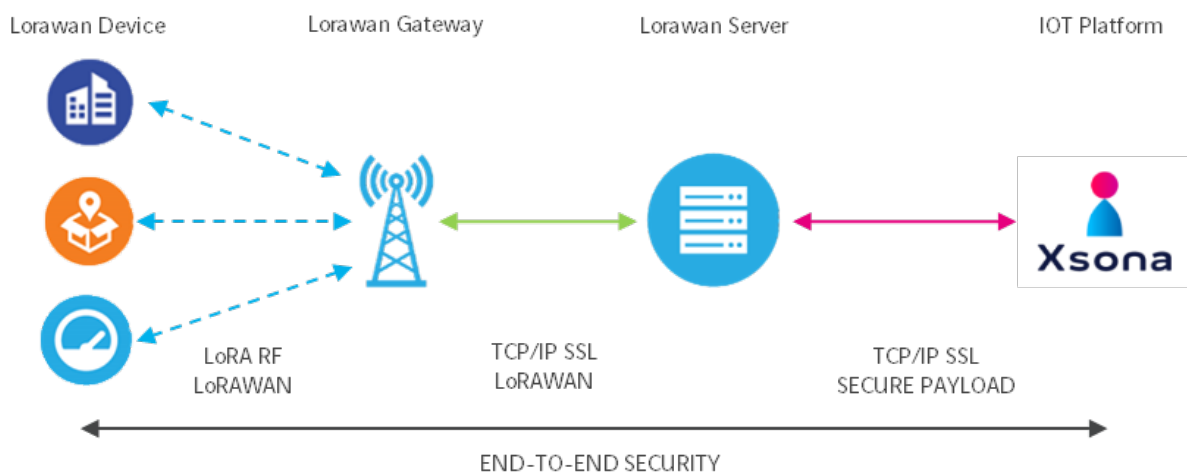 Lorawan Device
Lorawan Gateway
Lorawan Server
IOT Platform
Xsona
LoRA RF
LoRAWAN
TCP/IP SSL
LoRAWAN
TCP/IP SSL
SECURE PAYLOAD
END-TO-END SECURITY